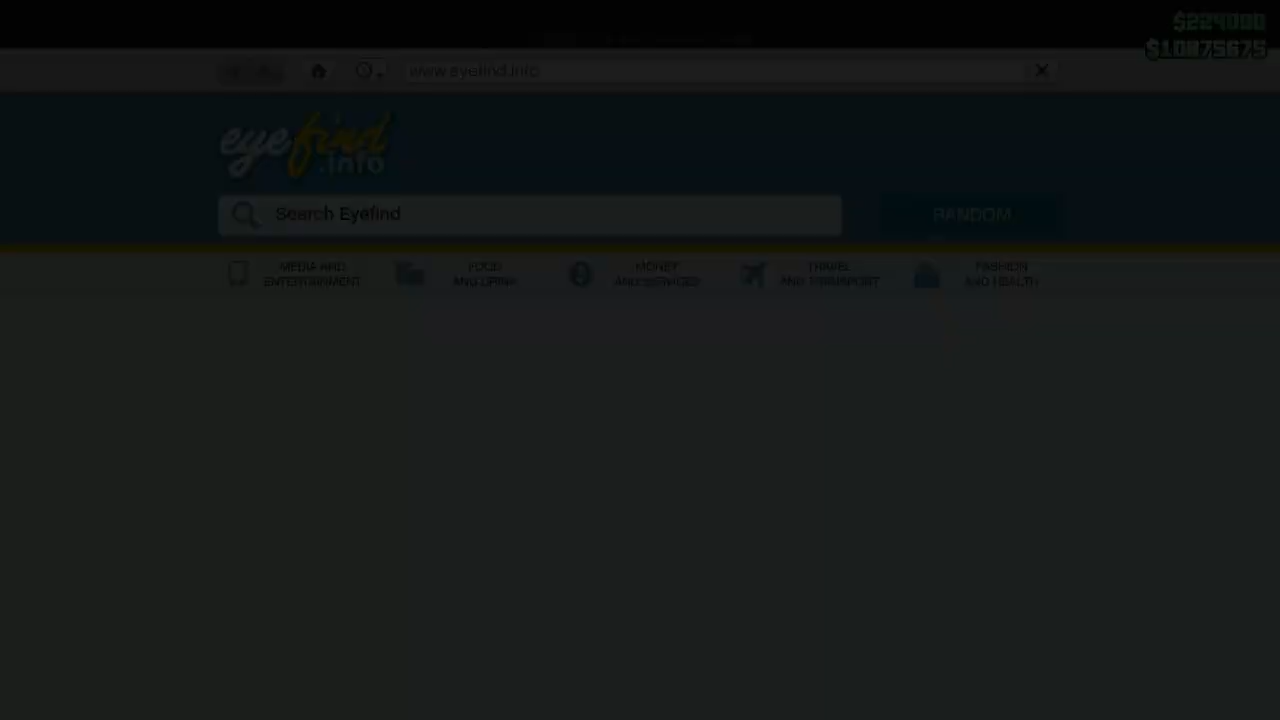 $224000
$10875675
www.eyefind.info
eyefind
.info
Search Eyefind
RANDOM
MEDIA AND
ENTERTAINMENT
FOOD
AND DRINK
MONEY
AND SERVICES
TRAVEL
AND TRANSPORT
FASHION
AND HEALTH